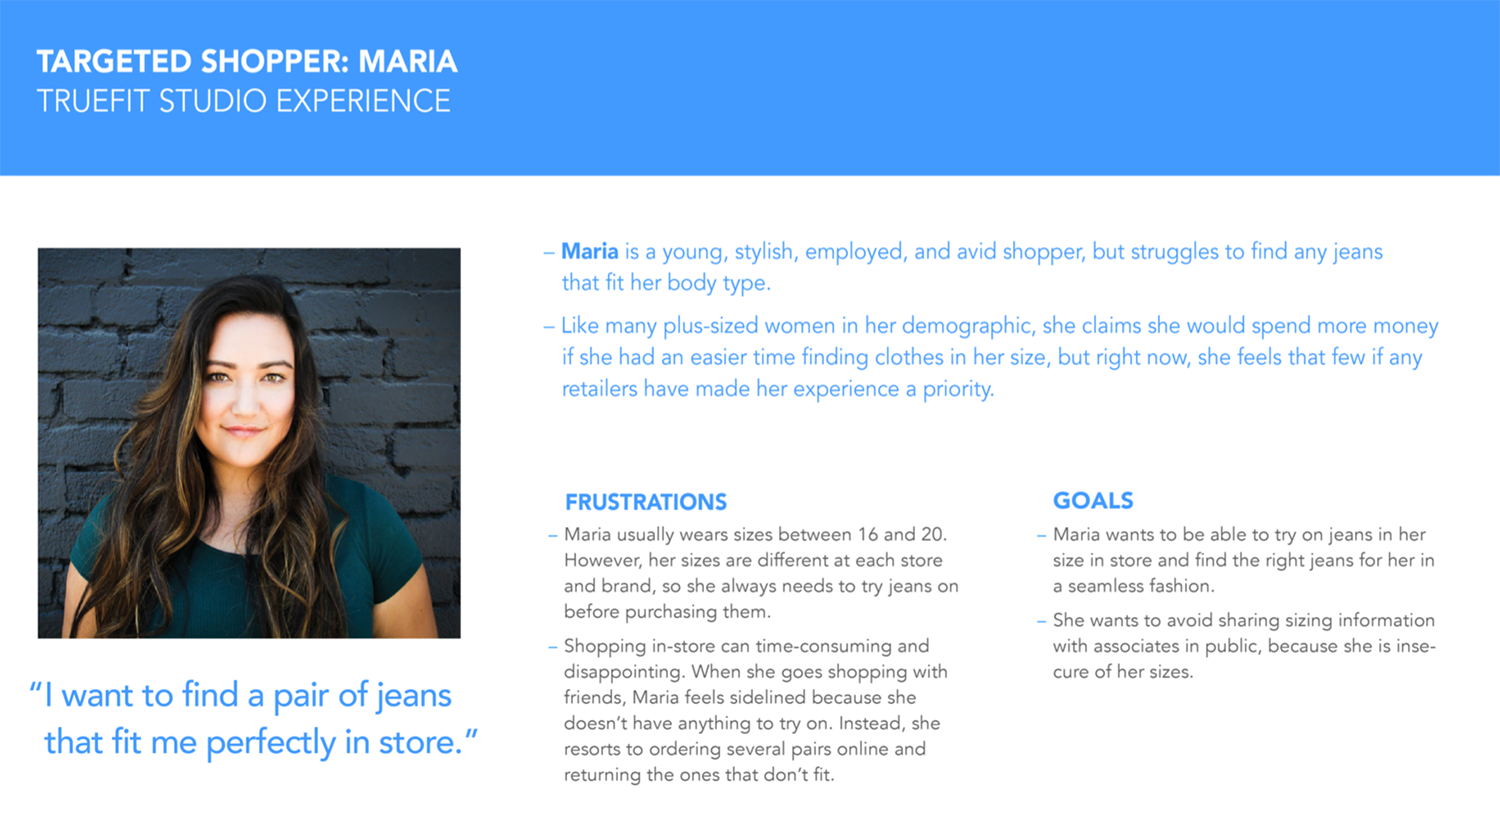 TARGETED SHOPPER: MARIA
TRUEFIT STUDIO EXPERIENCE
– Maria is a young, stylish, employed, and avid shopper, but struggles to find any jeans
that fit her body type.
– Like many plus-sized women in her demographic, she claims she would spend more money
if she had an easier time finding clothes in her size, but right now, she feels that few if any
retailers have made her experience a priority.
“I want to find a pair of jeans
that fit me perfectly in store.”
FRUSTRATIONS
– Maria usually wears sizes between 16 and 20.
However, her sizes are different at each store
and brand, so she always needs to try jeans on
before purchasing them.
– Shopping in-store can time-consuming and
disappointing. When she goes shopping with
friends, Maria feels sidelined because she
doesn’t have anything to try on. Instead, she
resorts to ordering several pairs online and
returning the ones that don’t fit.
GOALS
– Maria wants to be able to try on jeans in her
size in store and find the right jeans for her in
a seamless fashion.
– She wants to avoid sharing sizing information
with associates in public, because she is inse-
cure of her sizes.